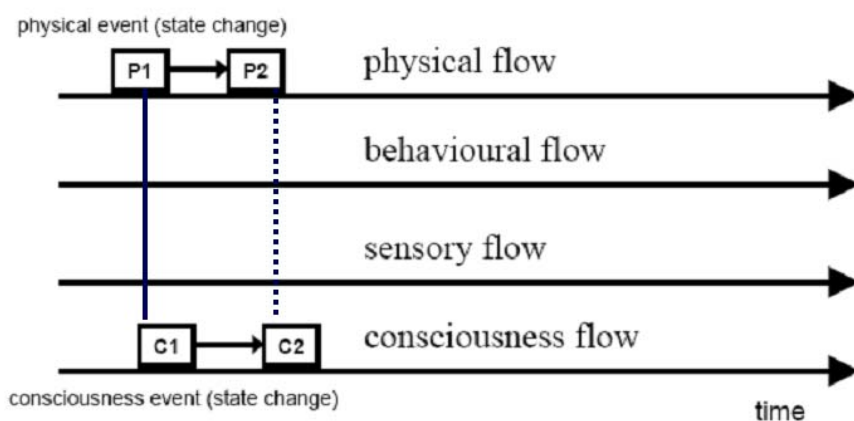 physical event (state change)
P1 P2 physical flow
behavioural flow
sensory flow
C1 C2 consciousness flow
consciousness event (state change)
time